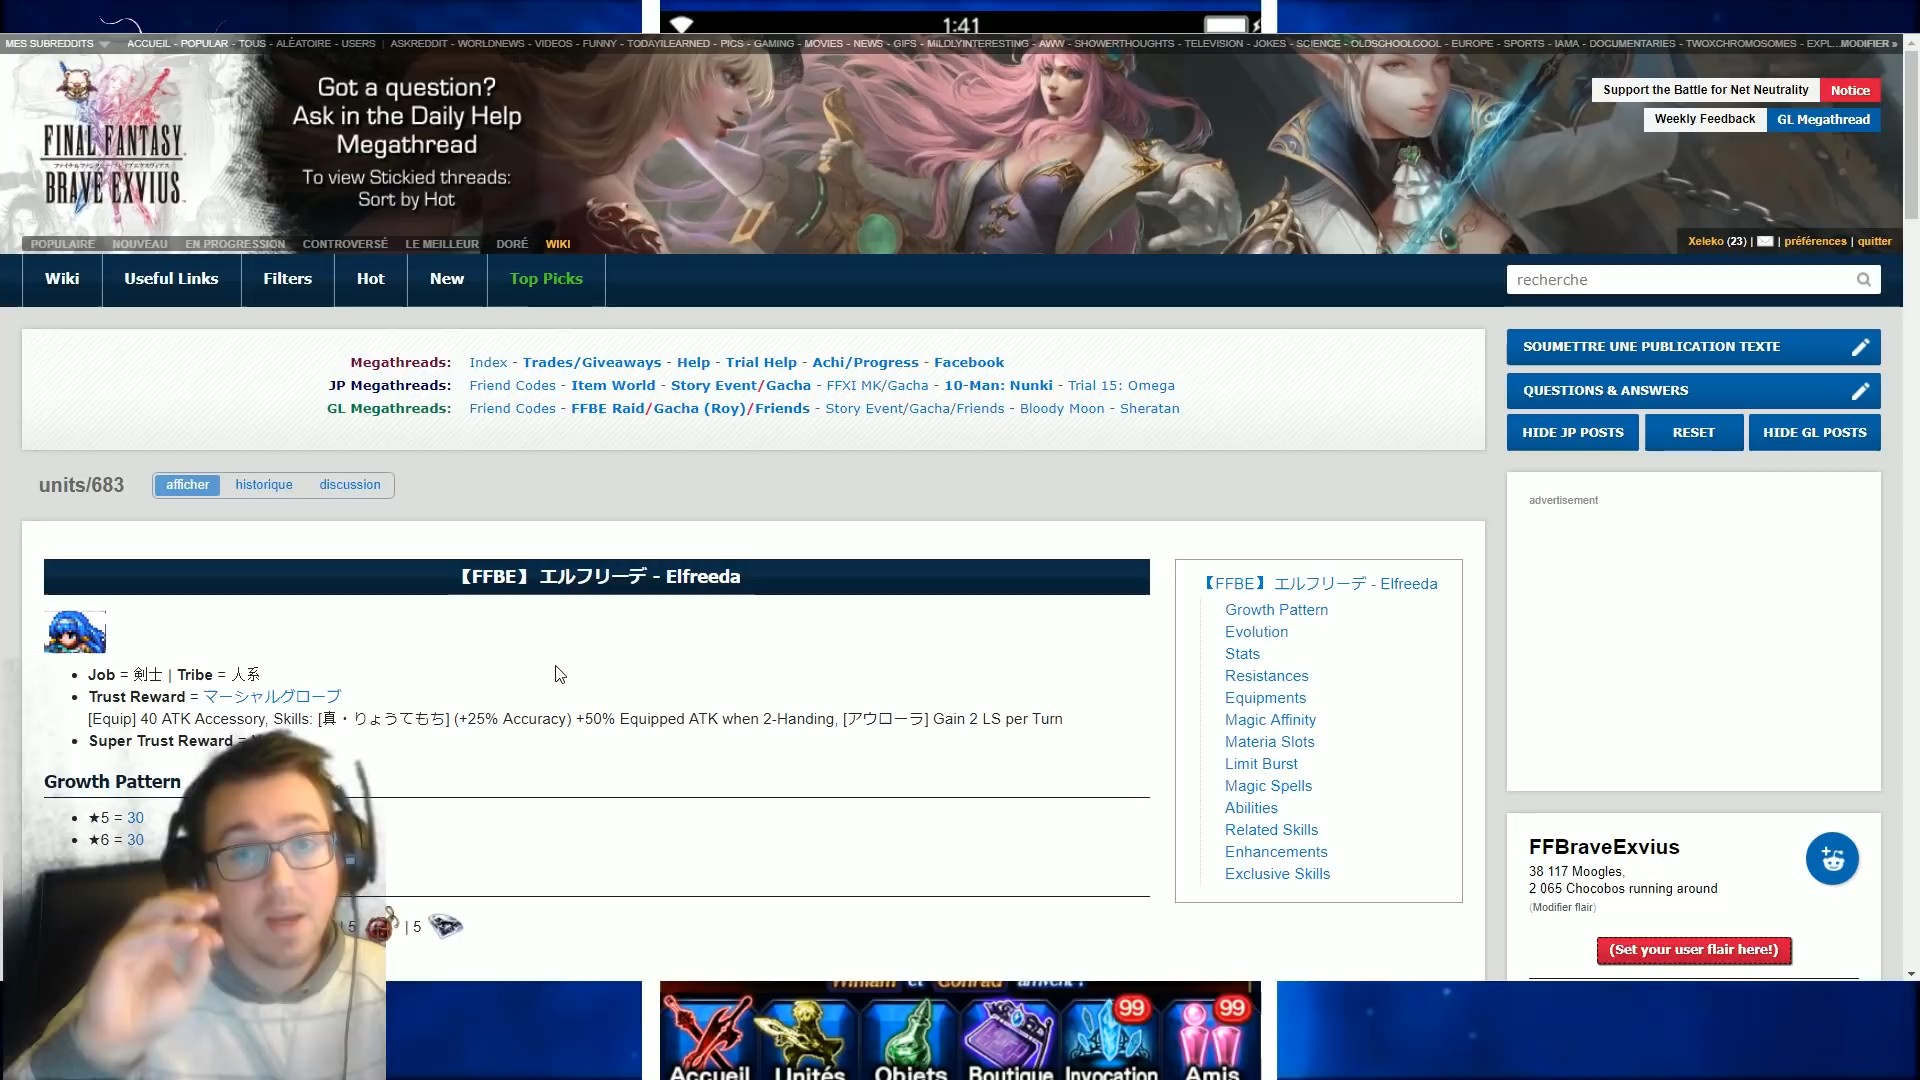 1:41
MES SUBREDDITS ACCUEIL - POPULAR - TOUS - ALÉATOIRE - USERS | ASKREDDIT - WORLDNEWS - VIDEOS - FUNNY - TODAYILEARNED - PICS - GAMING - MOVIES - NEWS - GIFS - MILDLYINTERESTING - AWW - SHOWERTHOUGHTS - TELEVISION - JOKES - SCIENCE - OLDSCHOOLCOOL - EUROPE - SPORTS - IAMA - DOCUMENTARIES - TWOXCHROMOSOMES - EXPL... MODIFIER »
FINAL FANTASY
BRAVE EXVIUS
Got a question?
Ask in the Daily Help
Megathread
To view Stickied threads:
Sort by Hot
Support the Battle for Net Neutrality Notice
Weekly Feedback GL Megathread
POPULAIRE NOUVEAU EN PROGRESSION CONTROVERSÉ LE MEILLEUR DORÉ WIKI
Xeleko (23) | | préférences | quitter
Wiki Useful Links Filters Hot New Top Picks
recherche
Megathreads: Index - Trades/Giveaways - Help - Trial Help - Achi/Progress - Facebook
JP Megathreads: Friend Codes - Item World - Story Event/Gacha - FFXI MK/Gacha - 10-Man: Nunki - Trial 15: Omega
GL Megathreads: Friend Codes - FFBE Raid/Gacha (Roy)/Friends - Story Event/Gacha/Friends - Bloody Moon - Sheratan
SOUMETTRE UNE PUBLICATION TEXTE
QUESTIONS & ANSWERS
HIDE JP POSTS RESET HIDE GL POSTS
units/683 afficher historique discussion
advertisement
【FFBE】 エルフリーデ - Elfreeda
• Job = 剣士 | Tribe = 人系
• Trust Reward = マーシャルグローブ
[Equip] 40 ATK Accessory, Skills: [真・りょうてもち] (+25% Accuracy) +50% Equipped ATK when 2-Handing, [アウローラ] Gain 2 LS per Turn
• Super Trust Reward =
Growth Pattern
• ★5 = 30
• ★6 = 30
5 | 5
【FFBE】 エルフリーデ - Elfreeda
Growth Pattern
Evolution
Stats
Resistances
Equipments
Magic Affinity
Materia Slots
Limit Burst
Magic Spells
Abilities
Related Skills
Enhancements
Exclusive Skills
FFBraveExvius
38 117 Moogles,
2 065 Chocobos running around
(Modifier flair)
(Set your user flair here!)
et Conrad arrivent !
99 99
Accueil Unités Objets Boutique Invocation Amis